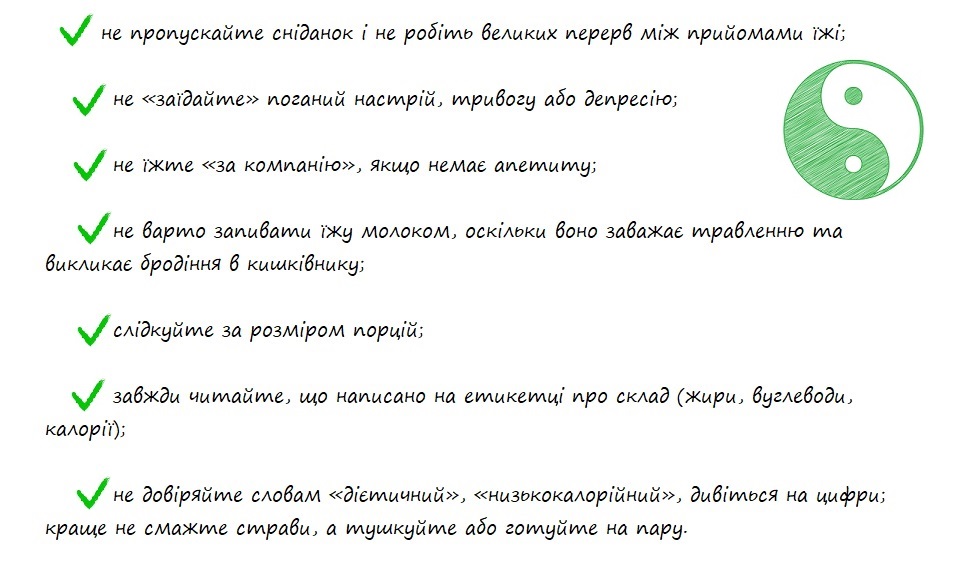 не пропускайте сніданок і не робіть великих перерв між прийомами їжі;
не «заїдайте» поганий настрій, тривогу або депресію;
не їжте «за компанію», якщо немає апетиту;
не варто запивати їжу молоком, оскільки воно заважає травленню та
викликає бродіння в кишківнику;
слідкуйте за розміром порцій;
завжди читайте, що написано на етикетці про склад (жири, вуглеводи,
калорії);
не довіряйте словам «дієтичний», «низькокалорійний», дивіться на цифри;
краще не смажте страви, а тушкуйте або готуйте на пару.